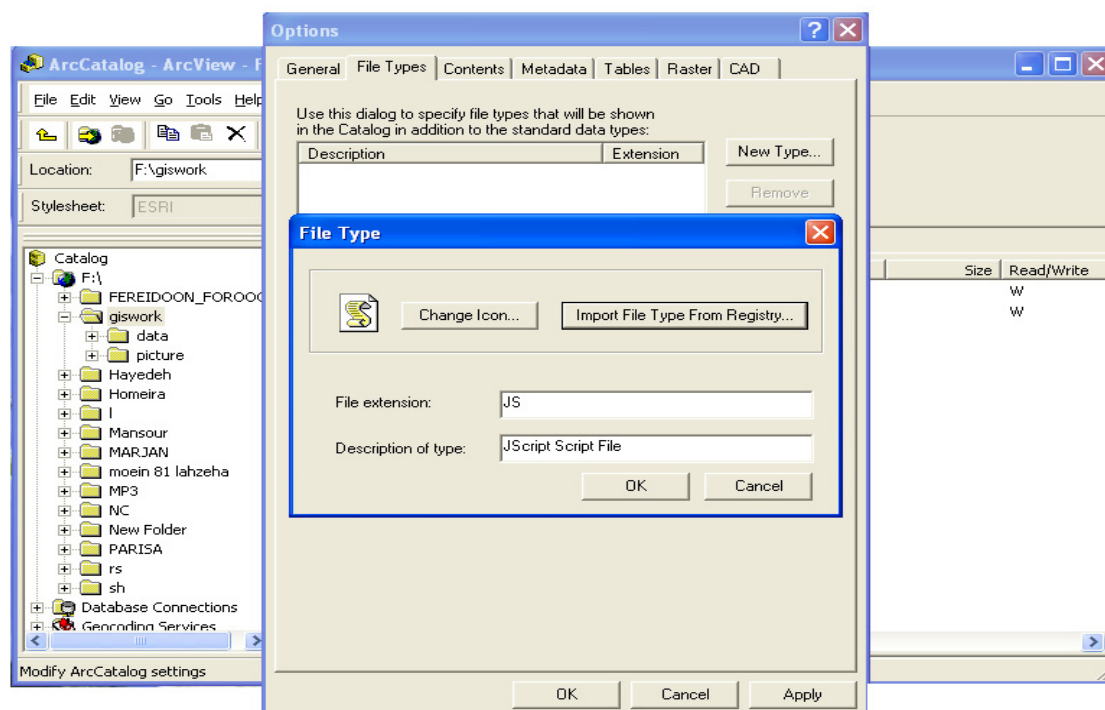 Options
General File Types Contents Metadata Tables Raster CAD
Use this dialog to specify file types that will be shown
in the Catalog in addition to the standard data types:
Description Extension
New Type...
Remove
File Type
Change Icon... Import File Type From Registry...
File extension: JS
Description of type: JScript Script File
OK Cancel
OK Cancel Apply
ArcCatalog - ArcView -
File Edit View Go Tools Help
Location: F:\giswork
Stylesheet: ESRI
Catalog
F:\
FEREIDOON_FOROO
giswork
data
picture
Hayedeh
Homeira
l
Mansour
MARJAN
moein 81 lahzeha
MP3
NC
New Folder
PARISA
rs
sh
Database Connections
Geocoding Services
Modify ArcCatalog settings
Size Read/Write
W
W